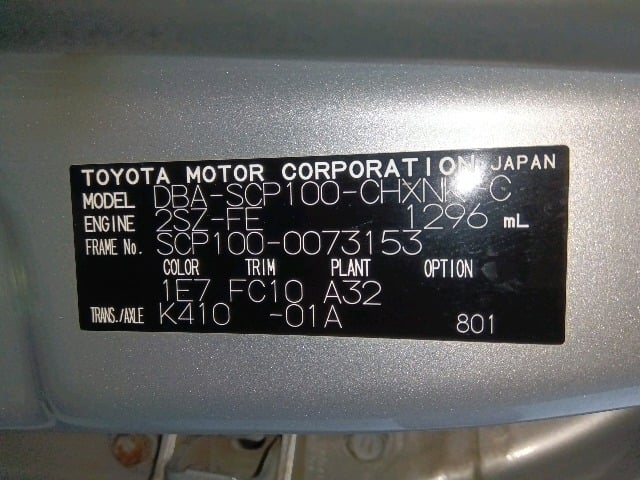 TOYOTA MOTOR CORPORATION JAPAN
MODEL DBA-SCP100-CHXNK C
ENGINE 2SZ-FE 1296 mL
FRAME No. SCP100-0073153
COLOR TRIM PLANT OPTION
1E7 FC10 A32
TRANS./AXLE K410 -01A 801